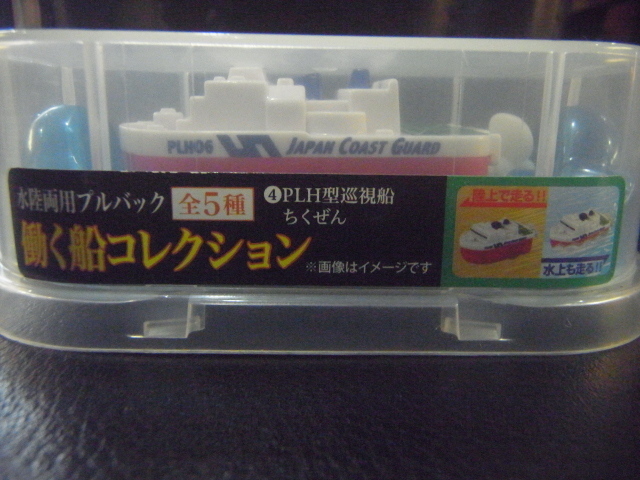 PLH06 JAPAN COAST GUARD
水陸両用プルバック 全5種
働く船コレクション
❹PLH型巡視船
ちくぜん
※画像はイメージです
陸上で走る!!
水上も走る!!